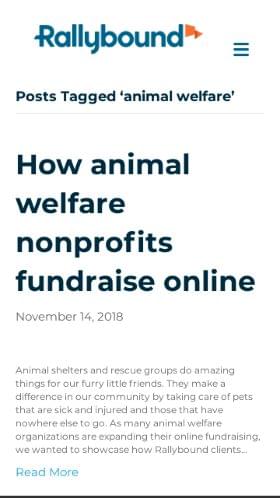 Rallybound
Posts Tagged ‘animal welfare’
How animal
welfare
nonprofits
fundraise online
November 14, 2018
Animal shelters and rescue groups do amazing
things for our furry little friends. They make a
difference in our community by taking care of pets
that are sick and injured and those that have
nowhere else to go. As many animal welfare
organizations are expanding their online fundraising,
we wanted to showcase how Rallybound clients...
Read More